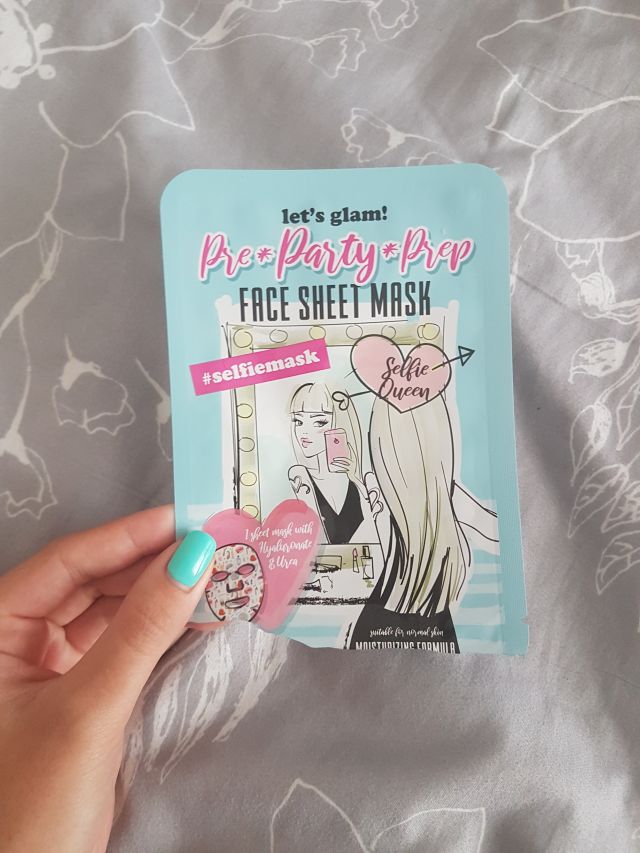 let's glam!
Pre*Party*Prep
FACE SHEET MASK
#selfiemask
Selfie
Queen
1 sheet mask with
Hyaluronate
& Urea
suitable for normal skin
MOISTURIZING FORMULA